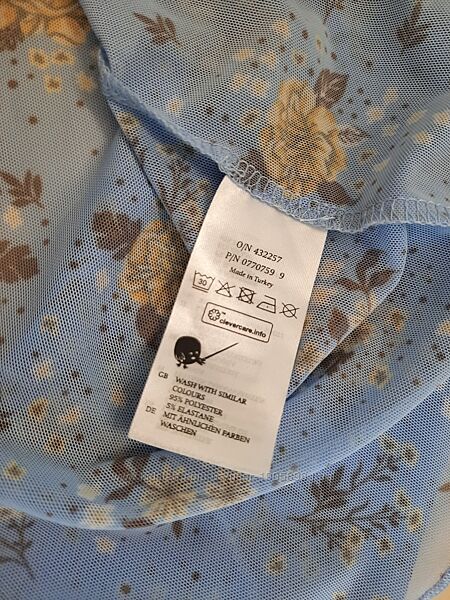 O/N 432257
P/N 0770759 9
Made in Turkey
30
clevercare.info
GB WASH WITH SIMILAR
COLOURS
95% POLYESTER
5% ELASTANE
DE MIT ÄHNLICHEN FARBEN
WASCHEN